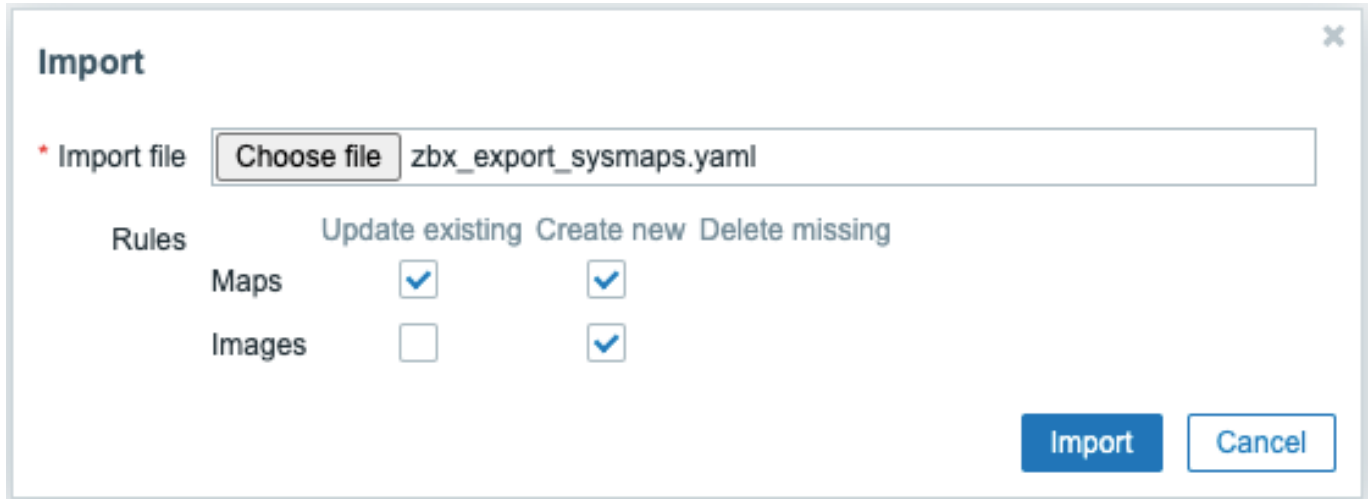 Import
* Import file Choose file zbx_export_sysmaps.yaml
Rules Update existing Create new Delete missing
Maps
Images
Import Cancel